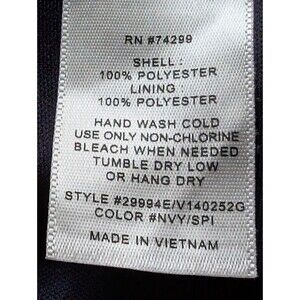 RN #74299
SHELL :
100% POLYESTER
LINING :
100% POLYESTER
HAND WASH COLD
USE ONLY NON-CHLORINE
BLEACH WHEN NEEDED
TUMBLE DRY LOW
OR HANG DRY
STYLE #29994E/V140252G
COLOR #NVY/SPI
MADE IN VIETNAM